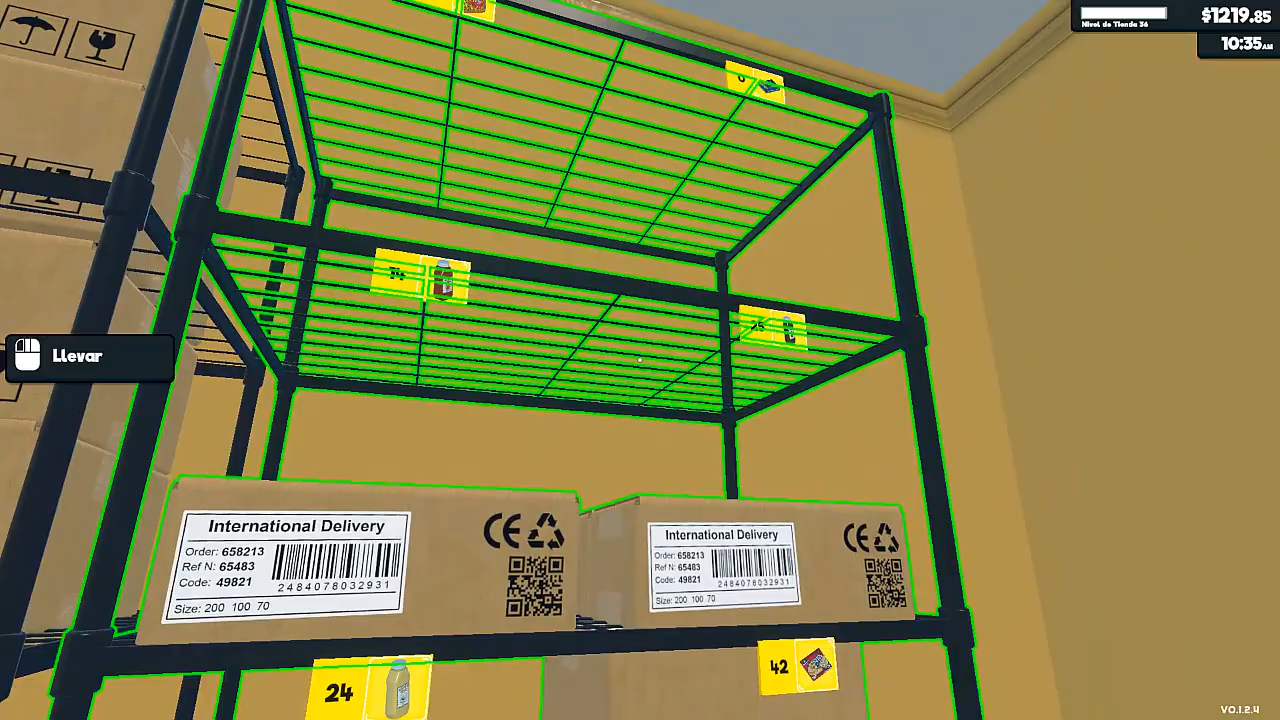 Nivel de Tienda 36
$1219.85
10:35AM
Llevar
International Delivery
Order: 658213
Ref N: 65483
Code: 49821
2484078032931
Size: 200 100 70
CE
International Delivery
Order: 658213
Ref N: 65483
Code: 49821
2484078032931
Size: 200 100 70
CE
24
42
V0.1.2.4